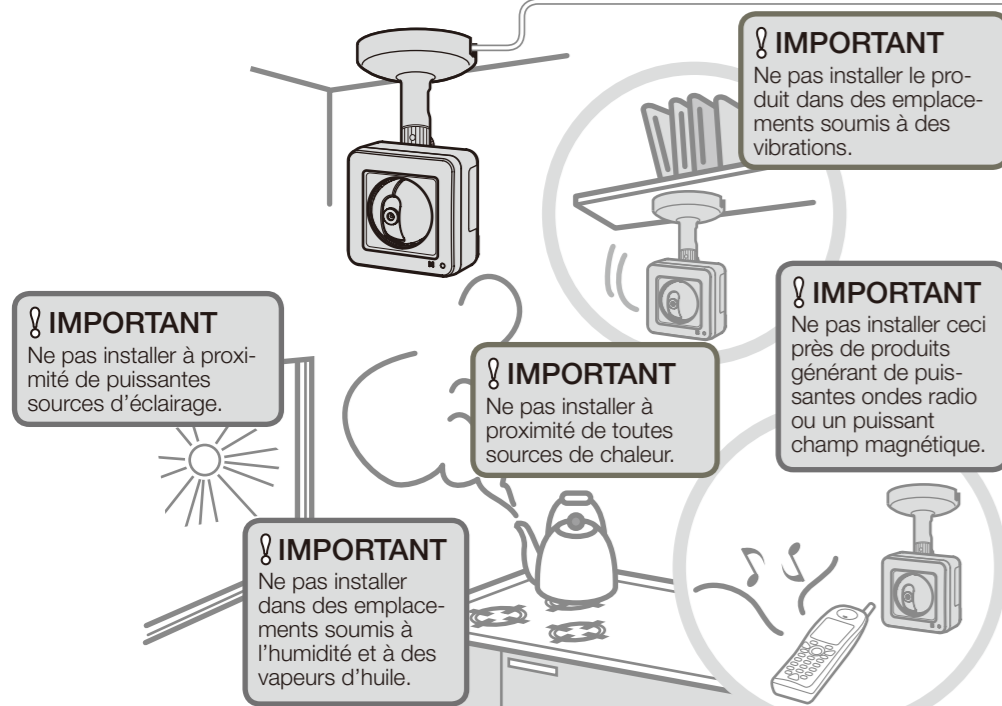 IMPORTANT
Ne pas installer le pro-
duit dans des emplace-
ments soumis à des
vibrations.
IMPORTANT
Ne pas installer à proxi-
mité de puissantes
sources d'éclairage.
IMPORTANT
Ne pas installer à
proximité de toutes
sources de chaleur.
IMPORTANT
Ne pas installer ceci
près de produits
générant de puis-
santes ondes radio
ou un puissant
champ magnétique.
IMPORTANT
Ne pas installer
dans des emplace-
ments soumis à
l'humidité et à des
vapeurs d'huile.